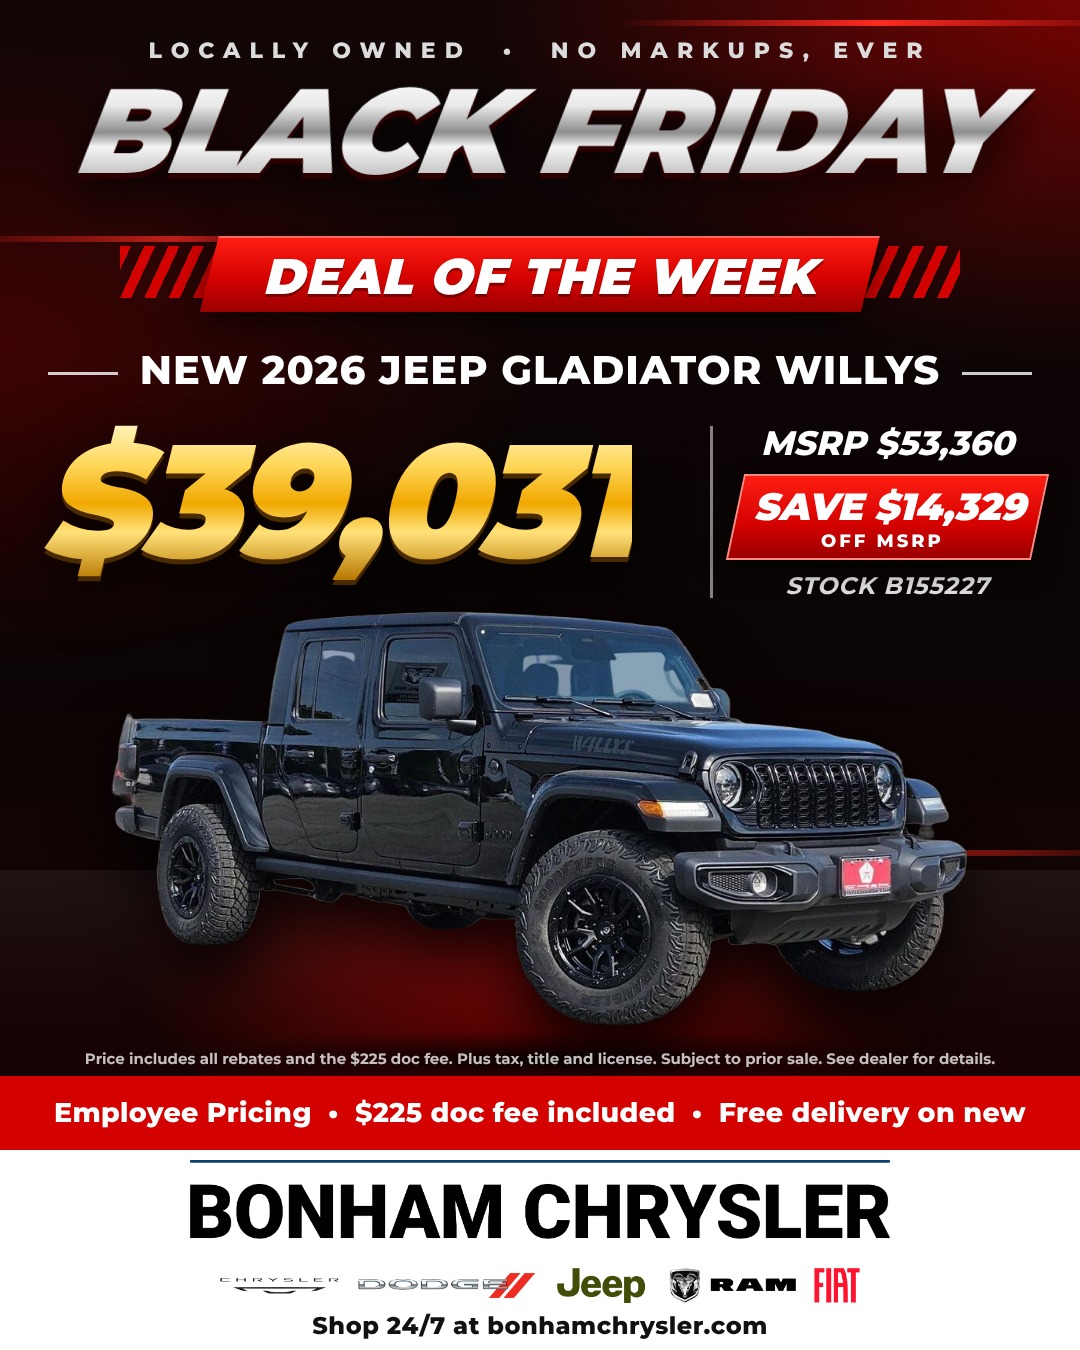 LOCALLY OWNED • NO MARKUPS, EVER
BLACK FRIDAY
DEAL OF THE WEEK
NEW 2026 JEEP GLADIATOR WILLYS
$39,031
MSRP $53,360
SAVE $14,329
OFF MSRP
STOCK B155227
WILLYS
Jeep
Price includes all rebates and the $225 doc fee. Plus tax, title and license. Subject to prior sale. See dealer for details.
Employee Pricing • $225 doc fee included • Free delivery on new
BONHAM CHRYSLER
CHRYSLER DODGE Jeep RAM FIAT
Shop 24/7 at bonhamchrysler.com